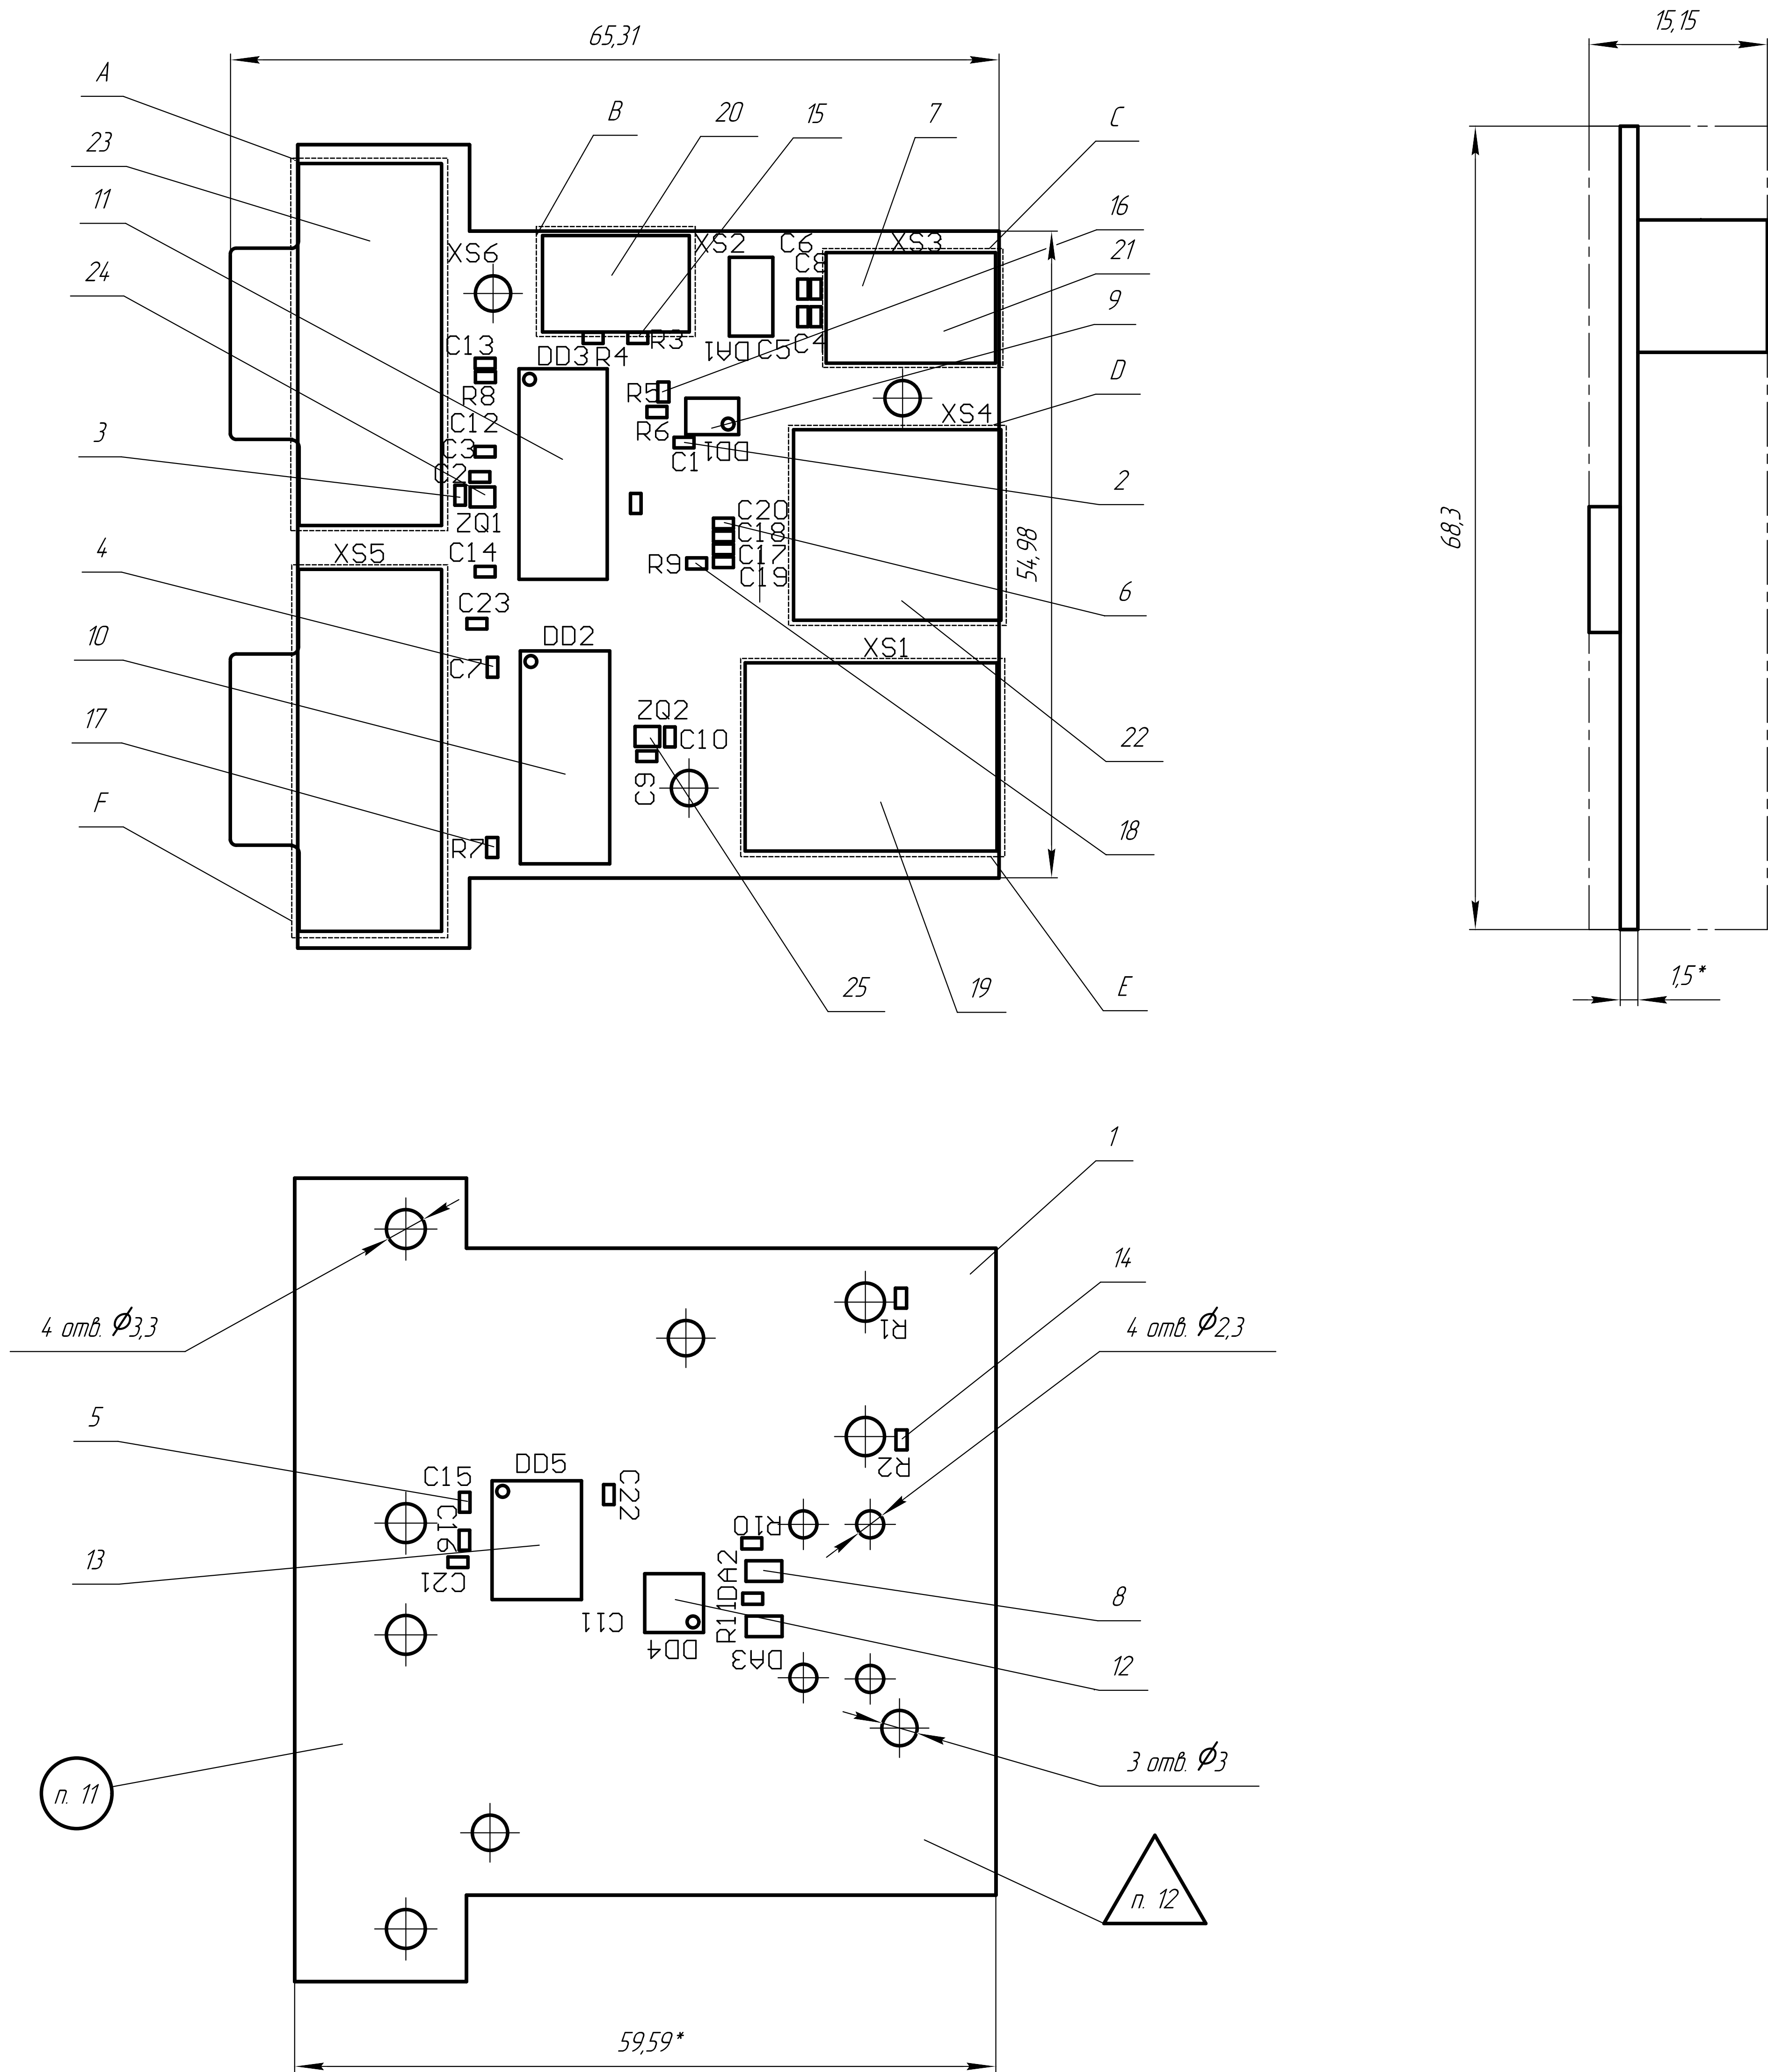 65,31
15,15
A
B
20
15
7
C
23
11
16
XS6
XS2
C6
XS3
24
C8
21
9
C13
DD3
R4
R3
DA1
C5
C4
R8
R5
D
C12
R6
XS4
3
C3
C1
DD1
C2
2
ZQ1
C20
C18
54,98
68,3
4
XS5
C14
R9
C17
C19
6
C23
10
DD2
XS1
C7
17
ZQ2
C10
22
C9
F
R7
18
25
19
E
1,5*
1
14
4 отв. Ø3,3
R1
4 отв. Ø2,3
5
DD5
R2
C15
C22
C16
R10
13
C21
DA2
8
C11
R11
DD4
DA3
12
3 отв. Ø3
п. 11
п. 12
59,59*